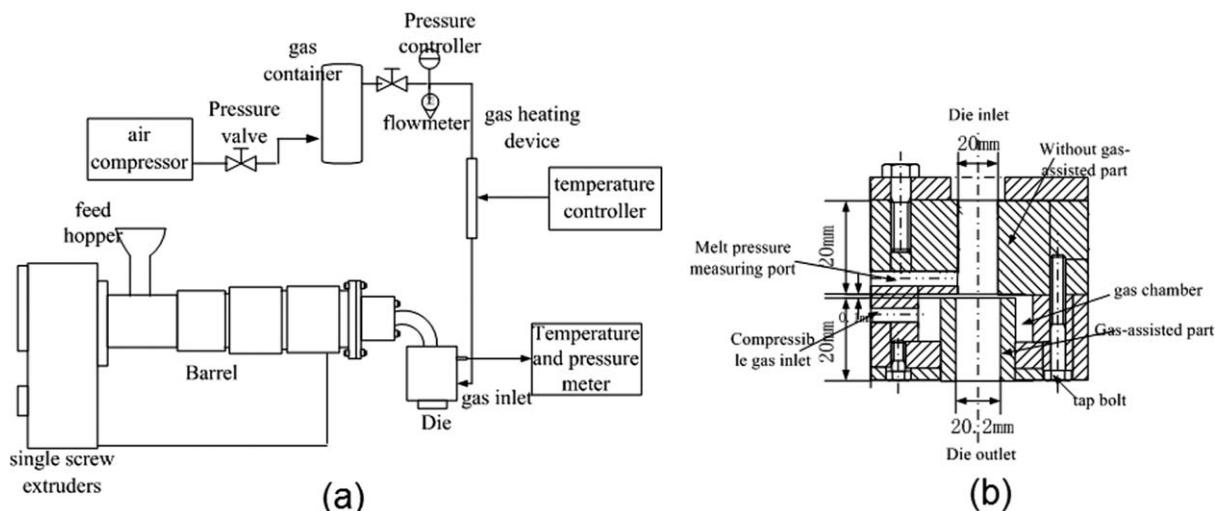 Pressure
controller
gas
container
Pressure
valve
flowmeter
gas heating
device
air
compressor
temperature
controller
feed
hopper
Barrel
Temperature
and pressure
meter
gas inlet
Die
single screw
extruders
(a)
Die inlet
20mm
Without gas-
assisted part
20mm
Melt pressure
measuring port
gas chamber
Compressib
le gas inlet
20mm
Gas-assisted part
tap bolt
20.2mm
Die outlet
(b)